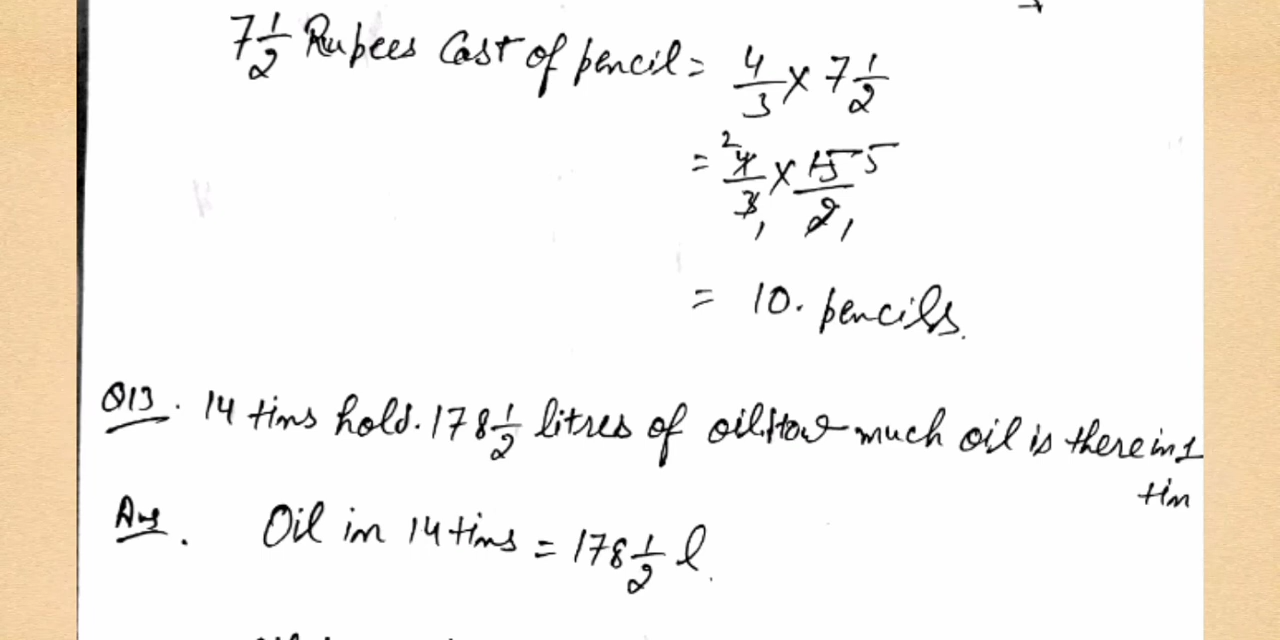 7 1/2 Rupees Cost of pencil = 4/3 × 7 1/2
= 4/3 × 15/2
2 5
1 1
= 10. pencils.
Q13. 14 tins hold. 178 1/2 litres of oil. How much oil is there in 1
tin
Ans. Oil in 14 tins = 178 1/2 l.